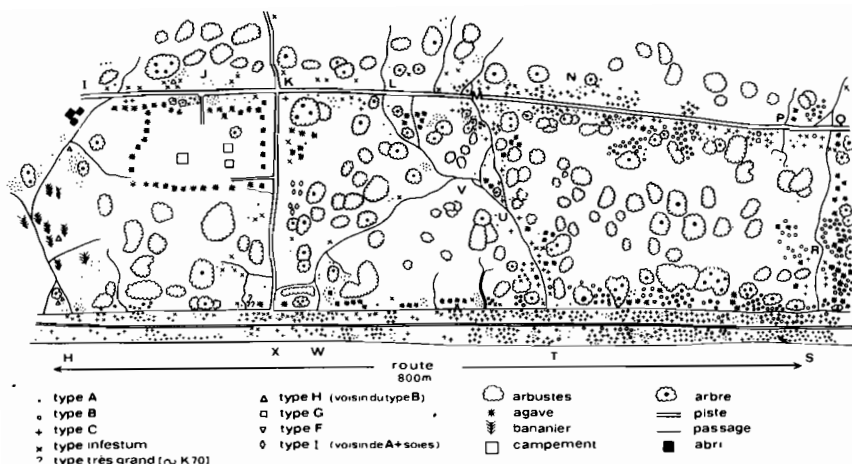 I J K L M N P Q
V U R
H X W T S
route
800m
. type A
o type B
+ type C
x type infestum
? type très grand [~ K70]
△ type H (voisin du type B)
□ type G
▽ type F
◊ type I (voisin de A + soies)
arbustes
agave
bananier
campement
arbre
piste
passage
abri